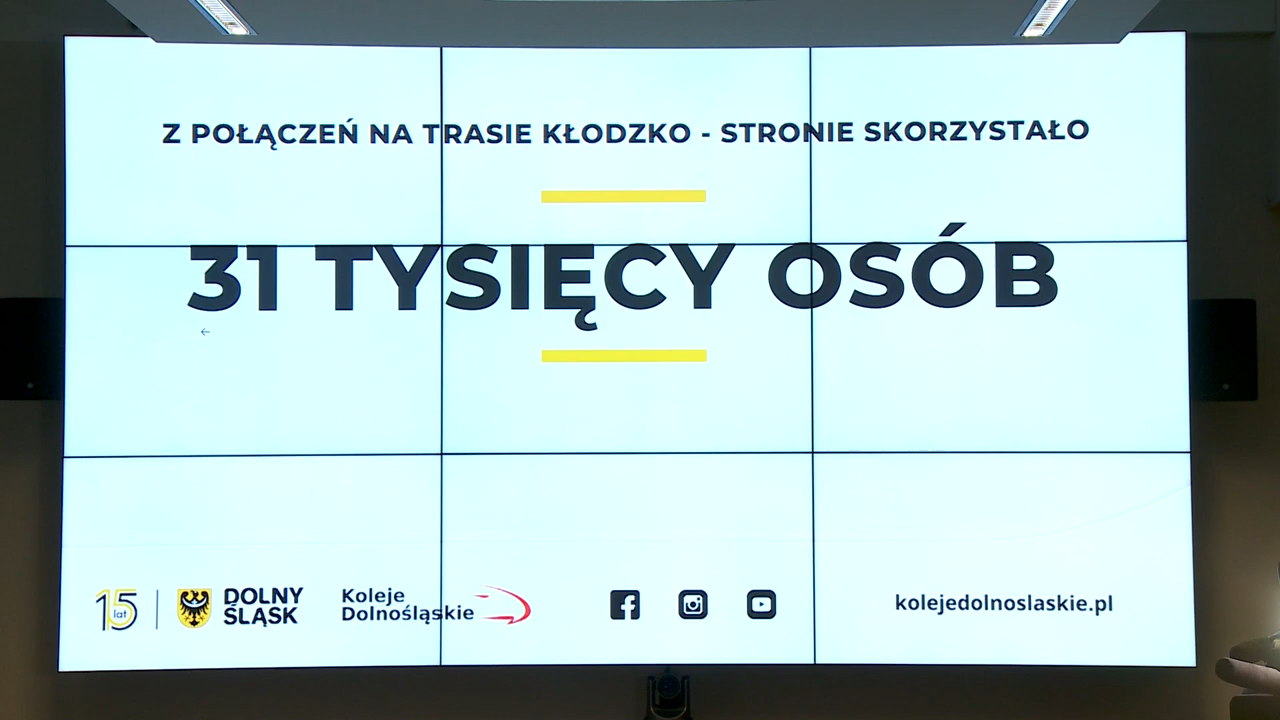 Z POŁĄCZEŃ NA TRASIE KŁODZKO - STRONIE SKORZYSTAŁO
31 TYSIĘCY OSÓB
15 lat
DOLNY
ŚLĄSK
Koleje
Dolnośląskie
kolejedolnoslaskie.pl